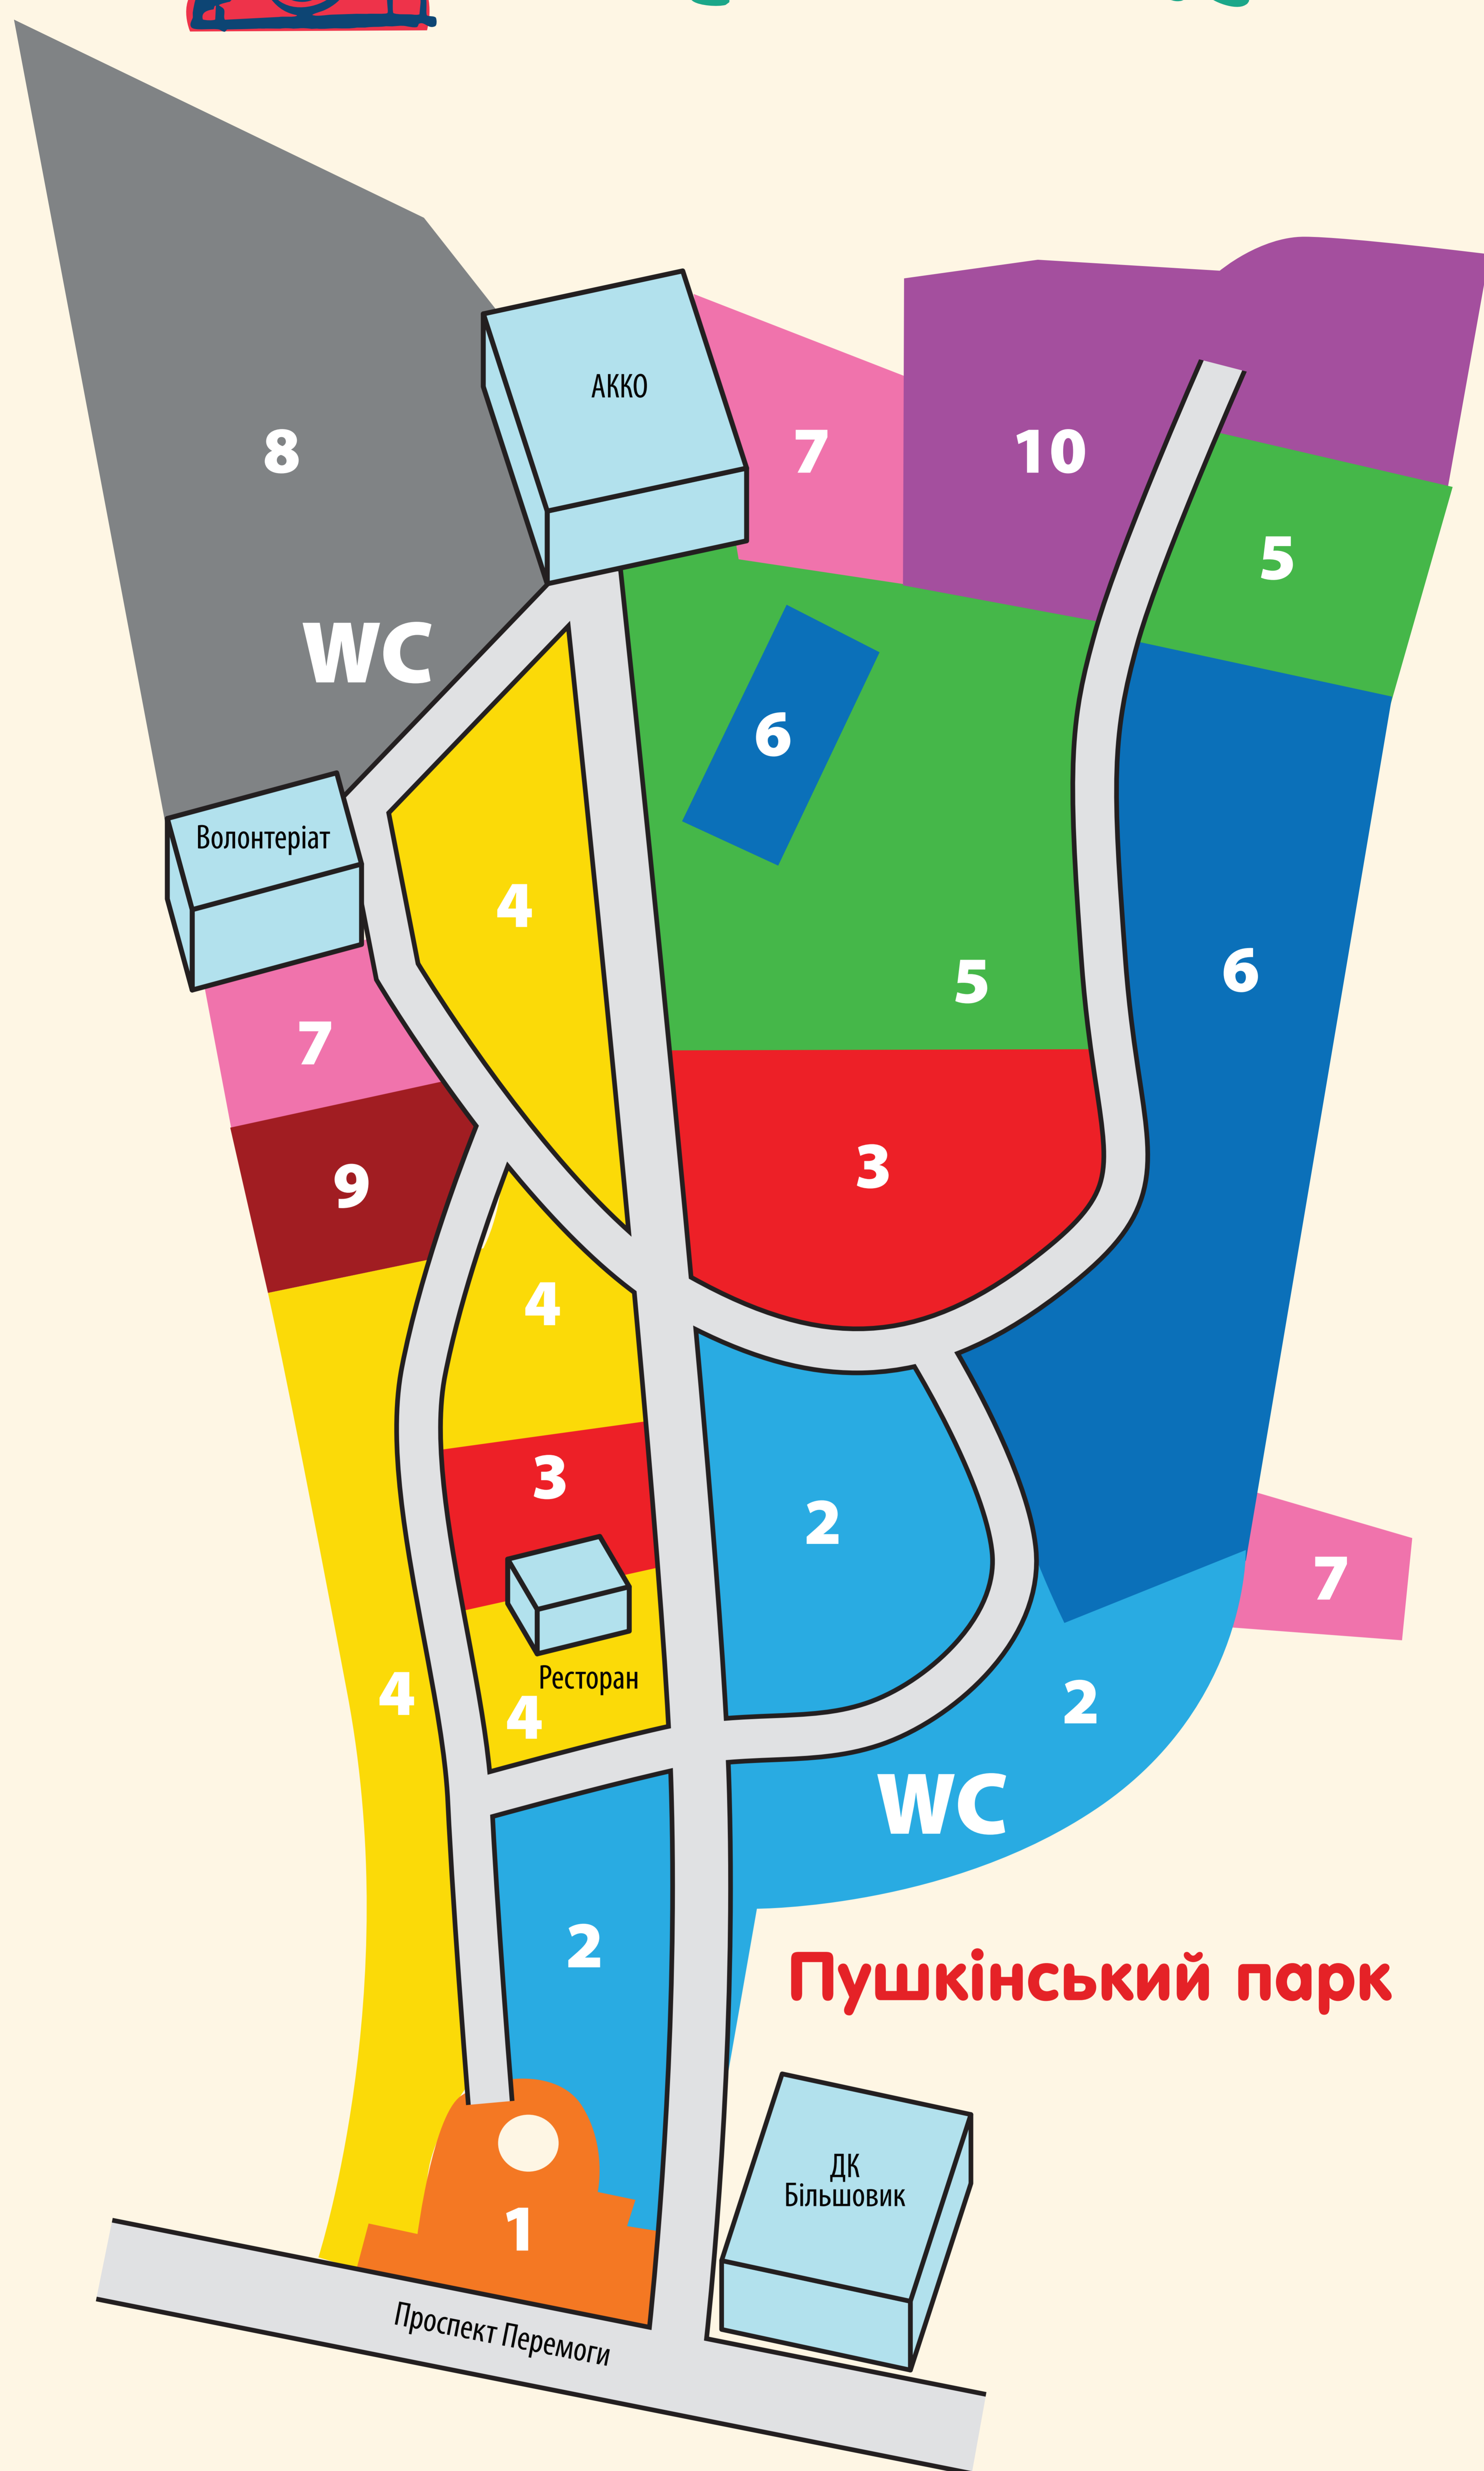 АККО
8
7
10
5
WC
6
Волонтеріат
4
5
6
7
3
9
4
3
2
7
Ресторан
4
4
2
WC
2
Пушкінський парк
ДК
Більшовик
1
Проспект Перемоги